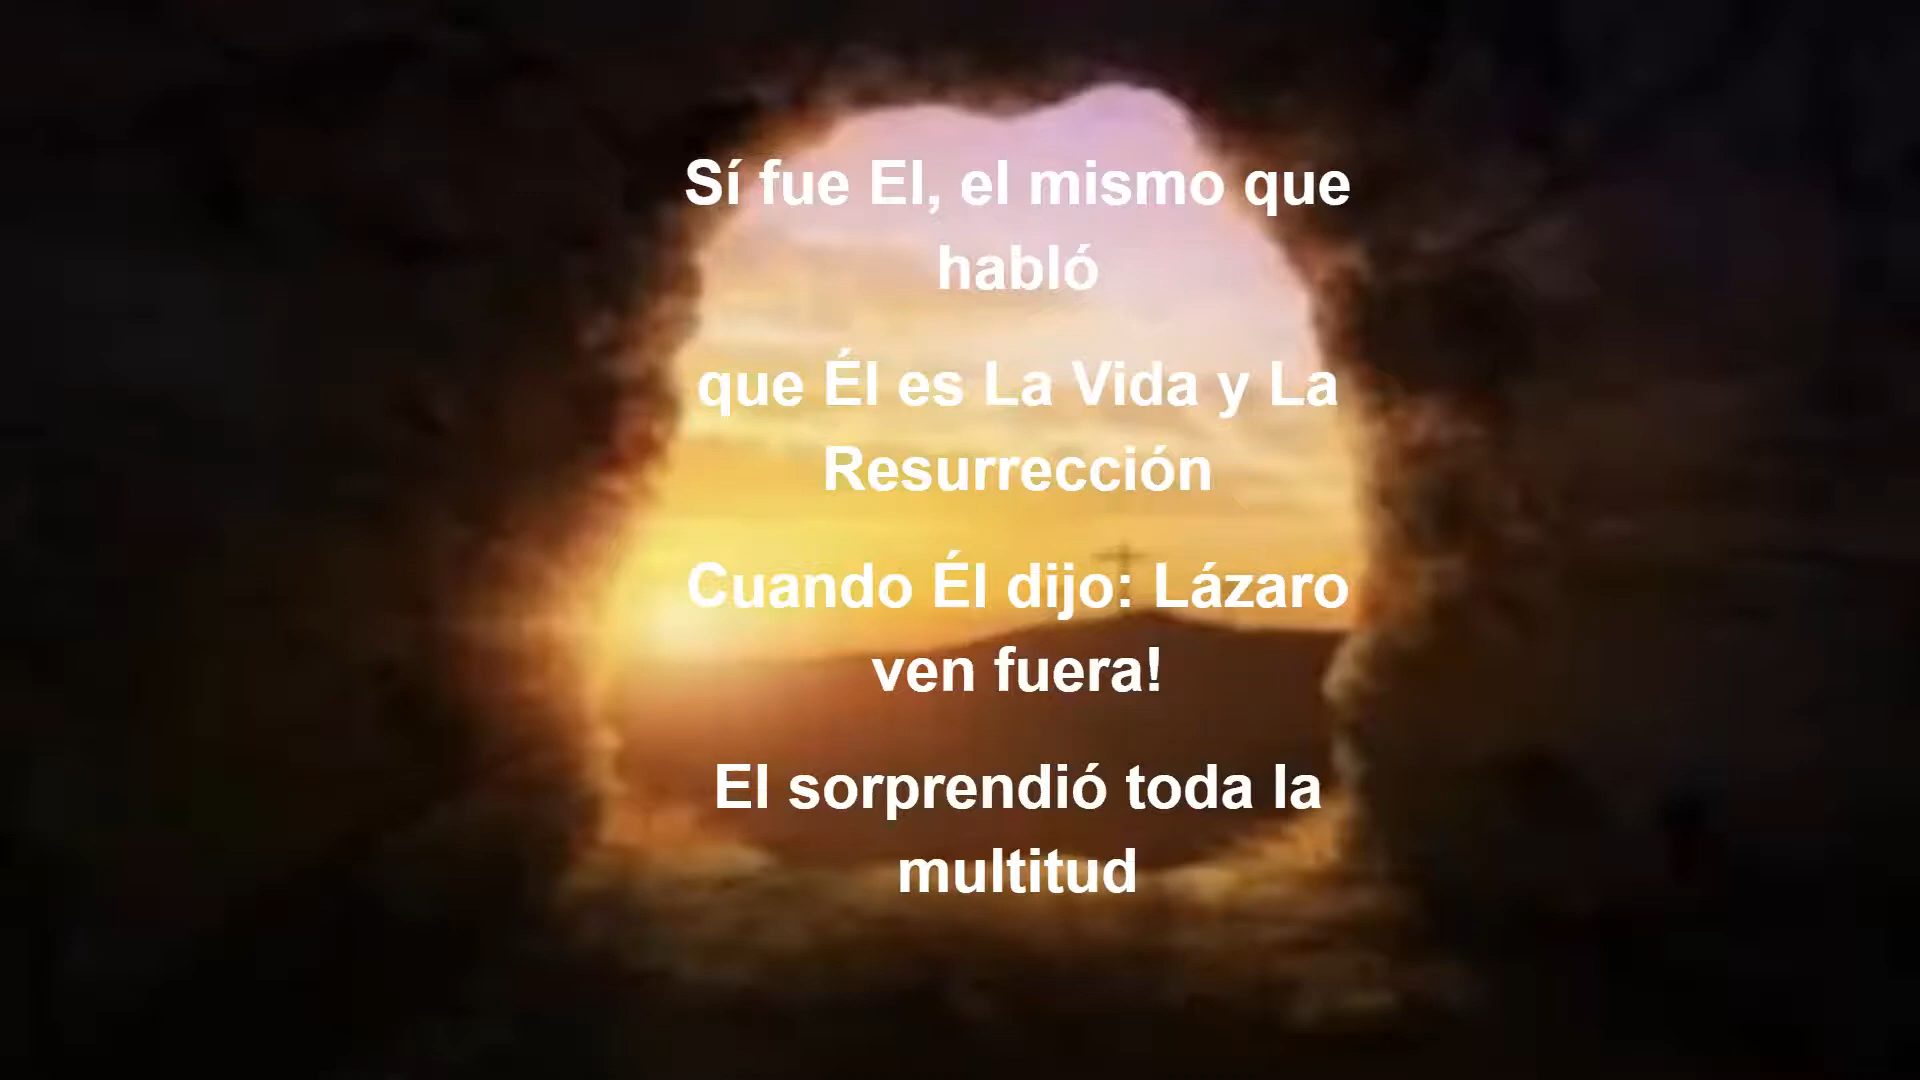 Sí fue El, el mismo que
habló
que Él es La Vida y La
Resurrección
Cuando Él dijo: Lázaro
ven fuera!
El sorprendió toda la
multitud